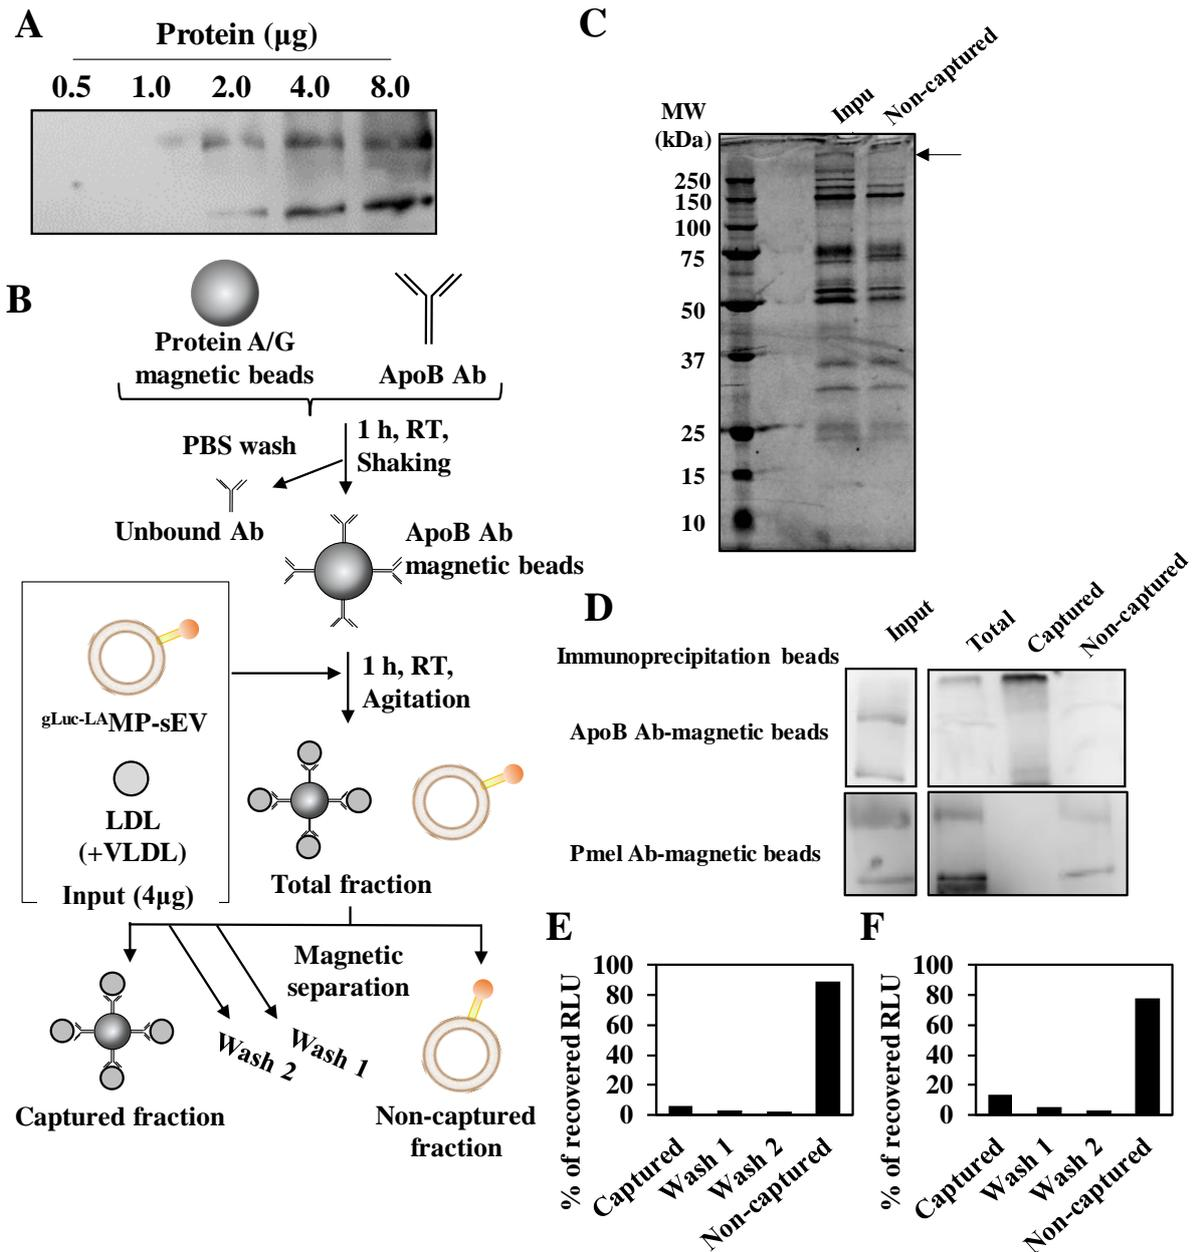 A
Protein (µg)
0.5 1.0 2.0 4.0 8.0
B
Protein A/G
magnetic beads
ApoB Ab
PBS wash
1 h, RT,
Shaking
Unbound Ab
ApoB Ab
magnetic beads
gLuc-LAMP-sEV
LDL
(+VLDL)
Input (4µg)
1 h, RT,
Agitation
Total fraction
Magnetic
separation
Wash 2
Wash 1
Captured fraction
Non-captured
fraction
C
MW
(kDa)
Inpu
Non-captured
250
150
100
75
50
37
25
15
10
D
Input
Total
Captured
Non-captured
Immunoprecipitation beads
ApoB Ab-magnetic beads
Pmel Ab-magnetic beads
E
% of recovered RLU
100
80
60
40
20
0
Captured
Wash 1
Wash 2
Non-captured
F
% of recovered RLU
100
80
60
40
20
0
Captured
Wash 1
Wash 2
Non-captured